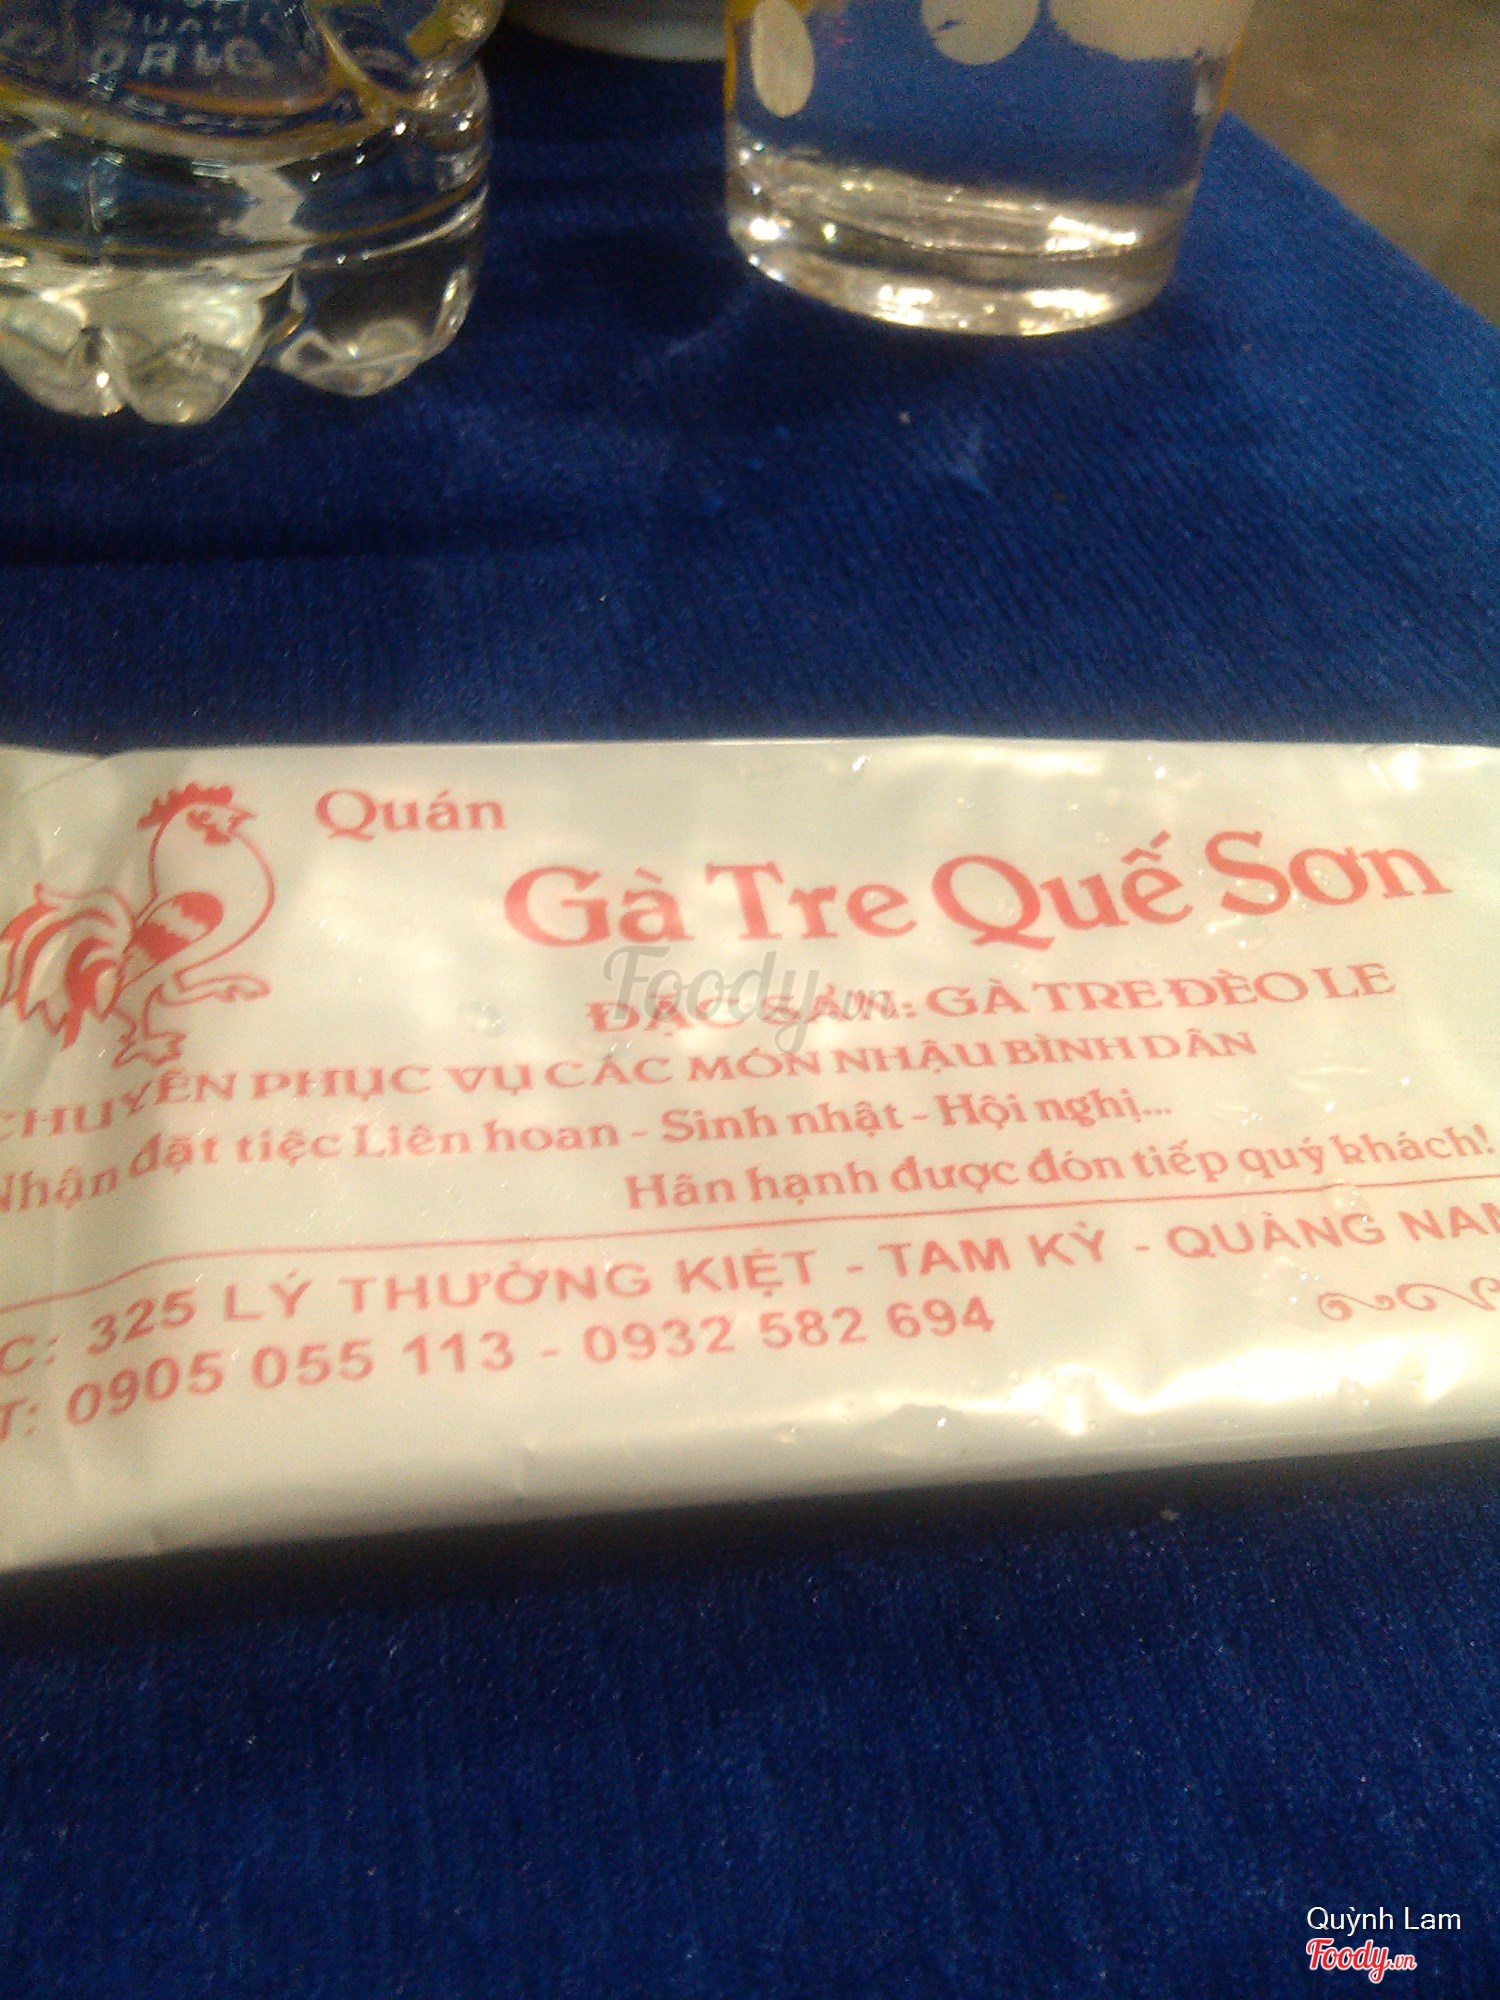 Quán
Gà Tre Quế Sơn
ĐẶC SẢN: GÀ TRE ĐÈO LE
CHUYÊN PHỤC VỤ CÁC MÓN NHẬU BÌNH DÂN
Nhận đặt tiệc Liên hoan - Sinh nhật - Hội nghị...
Hân hạnh được đón tiếp quý khách!
C: 325 LÝ THƯỜNG KIỆT - TAM KỲ - QUẢNG NAM
T: 0905 055 113 - 0932 582 694
Foody.vn
Quỳnh Lam
Foody.vn